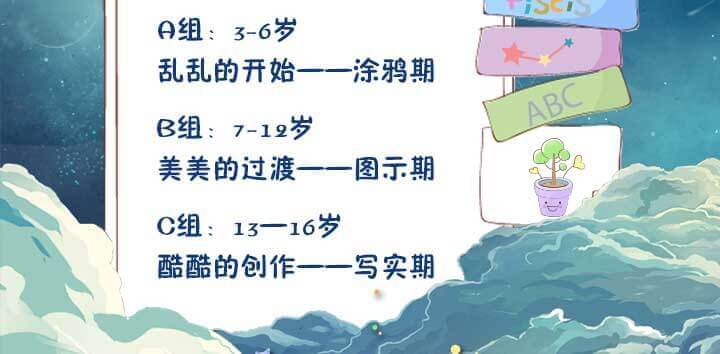 Piscis
A组：3-6岁
乱乱的开始——涂鸦期
ABC
B组：7-12岁
美美的过渡——图示期
C组：13—16岁
酷酷的创作——写实期